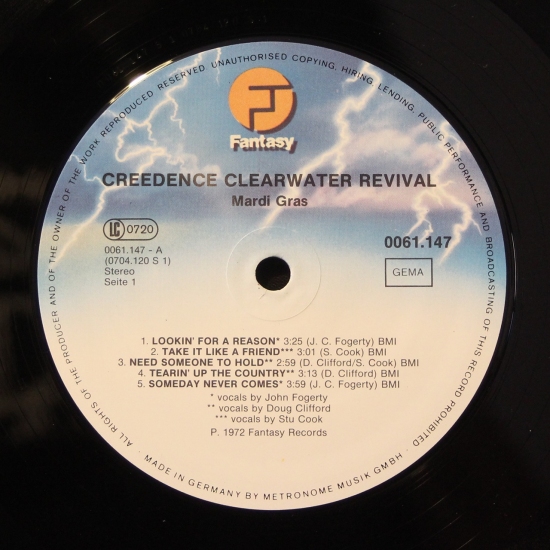 ALL RIGHTS OF THE PRODUCER AND OF THE OWNER OF THE WORK REPRODUCED RESERVED. UNAUTHORISED COPYING, HIRING, LENDING, PUBLIC PERFORMANCE AND BROADCASTING OF THIS RECORD PROHIBITED
Fantasy
CREEDENCE CLEARWATER REVIVAL
Mardi Gras
LC 0720
0061.147 - A
(0704.120 S 1)
Stereo
Seite 1
0061.147
GEMA
1. LOOKIN' FOR A REASON* 3:25 (J. C. Fogerty) BMI
2. TAKE IT LIKE A FRIEND*** 3:01 (S. Cook) BMI
3. NEED SOMEONE TO HOLD** 2:59 (D. Clifford/S. Cook) BMI
4. TEARIN' UP THE COUNTRY** 3:13 (D. Clifford) BMI
5. SOMEDAY NEVER COMES* 3:59 (J. C. Fogerty) BMI
* vocals by John Fogerty
** vocals by Doug Clifford
*** vocals by Stu Cook
P. 1972 Fantasy Records
MADE IN GERMANY BY METRONOME MUSIK GMBH